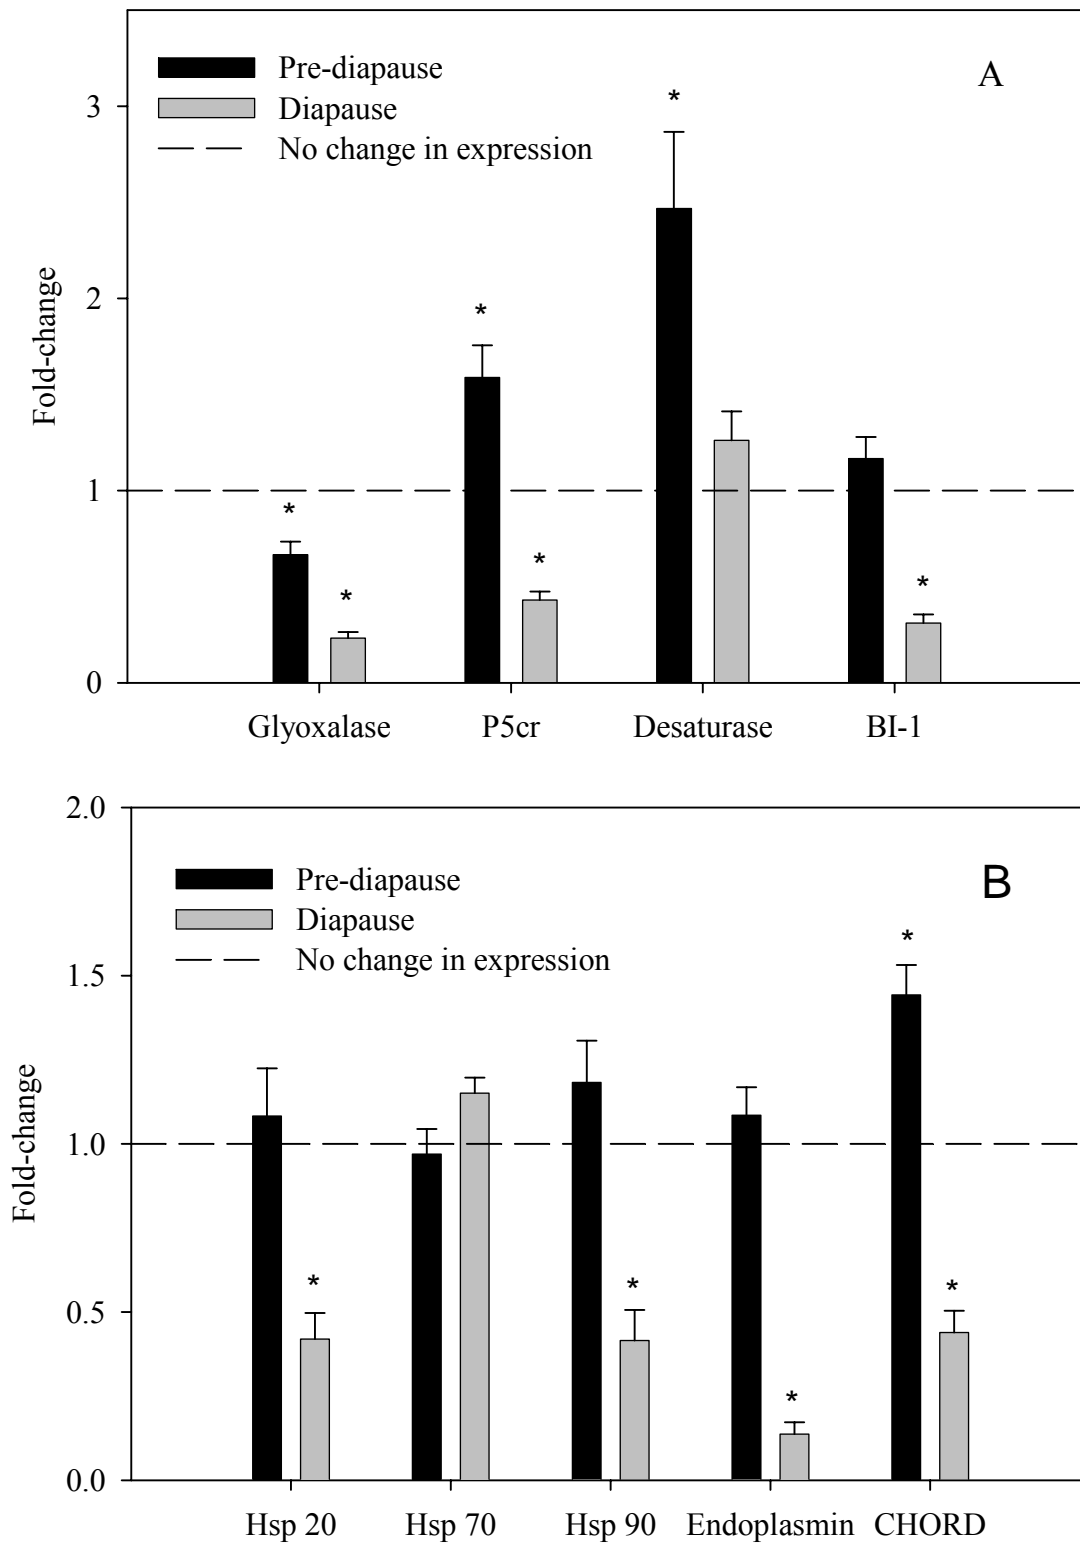 A
Pre-diapause
Diapause
No change in expression
Fold-change
3
2
1
0
*
*
*
*
*
*
Glyoxalase P5cr Desaturase BI-1
B
Pre-diapause
Diapause
No change in expression
Fold-change
2.0
1.5
1.0
0.5
0.0
*
*
*
*
*
Hsp 20 Hsp 70 Hsp 90 Endoplasmin CHORD